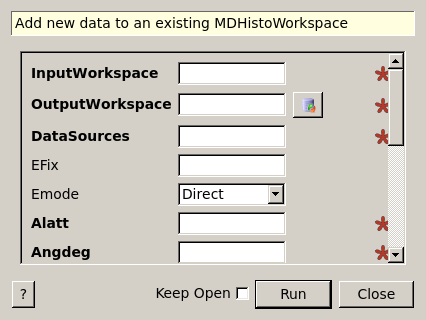 Add new data to an existing MDHistoWorkspace
InputWorkspace
OutputWorkspace
DataSources
EFix
Emode Direct
Alatt
Angdeg
? Keep Open Run Close